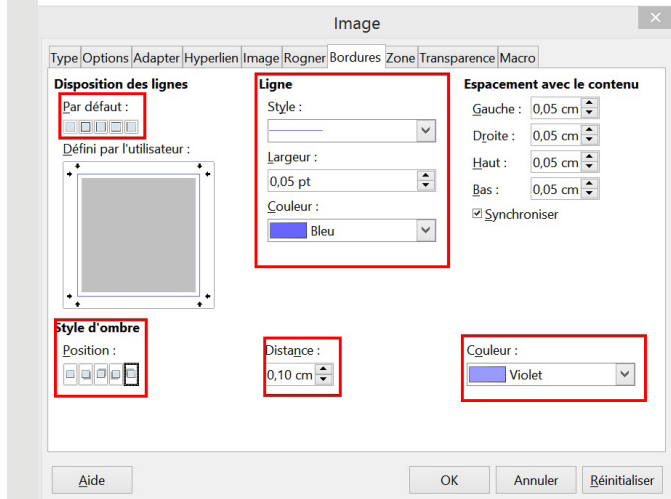 Image
Type Options Adapter Hyperlien Image Rogner Bordures Zone Transparence Macro
Disposition des lignes
Par défaut :
Défini par l'utilisateur :
Ligne
Style :
Largeur :
0,05 pt
Couleur :
Bleu
Espacement avec le contenu
Gauche : 0,05 cm
Droite : 0,05 cm
Haut : 0,05 cm
Bas : 0,05 cm
Synchroniser
Style d'ombre
Position :
Distance :
0,10 cm
Couleur :
Violet
Aide
OK
Annuler
Réinitialiser